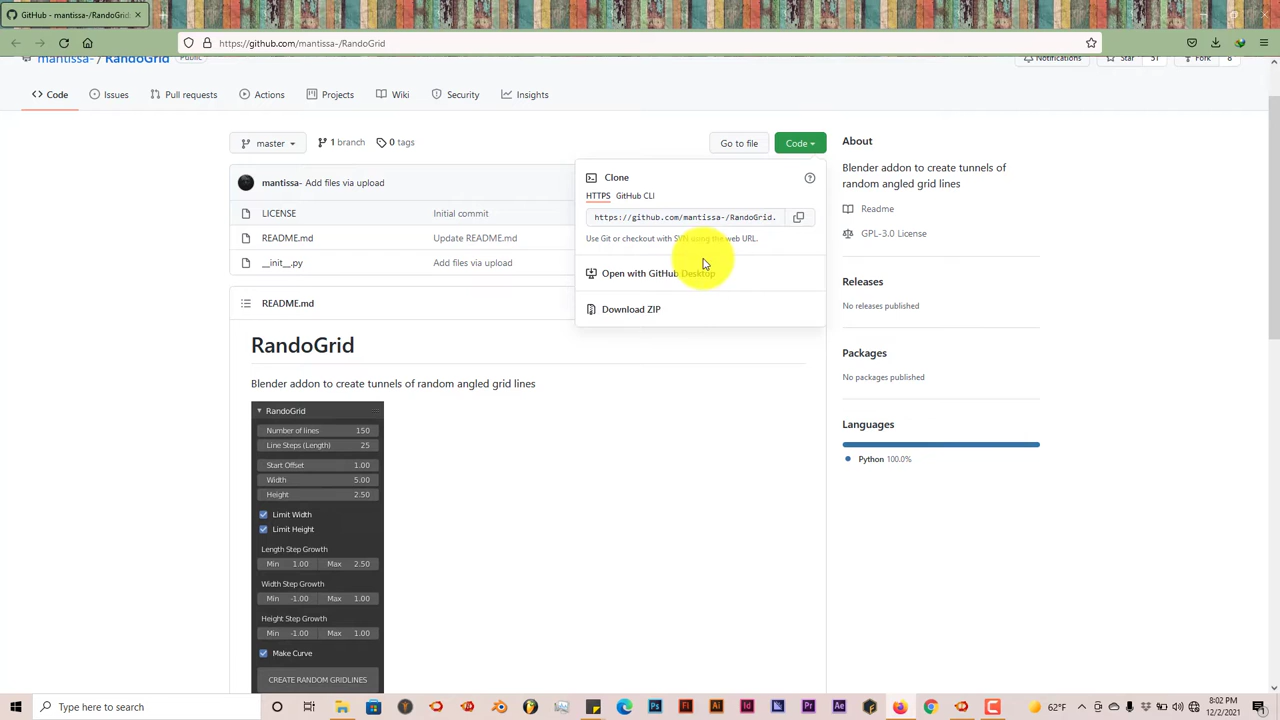 GitHub - mantissa-/RandoGrid
https://github.com/mantissa-/RandoGrid
mantissa- / RandoGrid Public
Notifications Star 51 Fork 8
Code Issues Pull requests Actions Projects Wiki Security Insights
master 1 branch 0 tags Go to file Code
mantissa- Add files via upload
LICENSE Initial commit
README.md Update README.md
__init__.py Add files via upload
Clone
HTTPS GitHub CLI
https://github.com/mantissa-/RandoGrid.
Use Git or checkout with SVN using the web URL.
Open with GitHub Desktop
Download ZIP
README.md
RandoGrid
Blender addon to create tunnels of random angled grid lines
RandoGrid
Number of lines 150
Line Steps (Length) 25
Start Offset 1.00
Width 5.00
Height 2.50
Limit Width
Limit Height
Length Step Growth
Min 1.00 Max 2.50
Width Step Growth
Min -1.00 Max 1.00
Height Step Growth
Min -1.00 Max 1.00
Make Curve
CREATE RANDOM GRIDLINES
About
Blender addon to create tunnels of
random angled grid lines
Readme
GPL-3.0 License
Releases
No releases published
Packages
No packages published
Languages
Python 100.0%
Type here to search
Ps Fl Ai Id Pr Ae
62°F
8:02 PM
12/2/2021